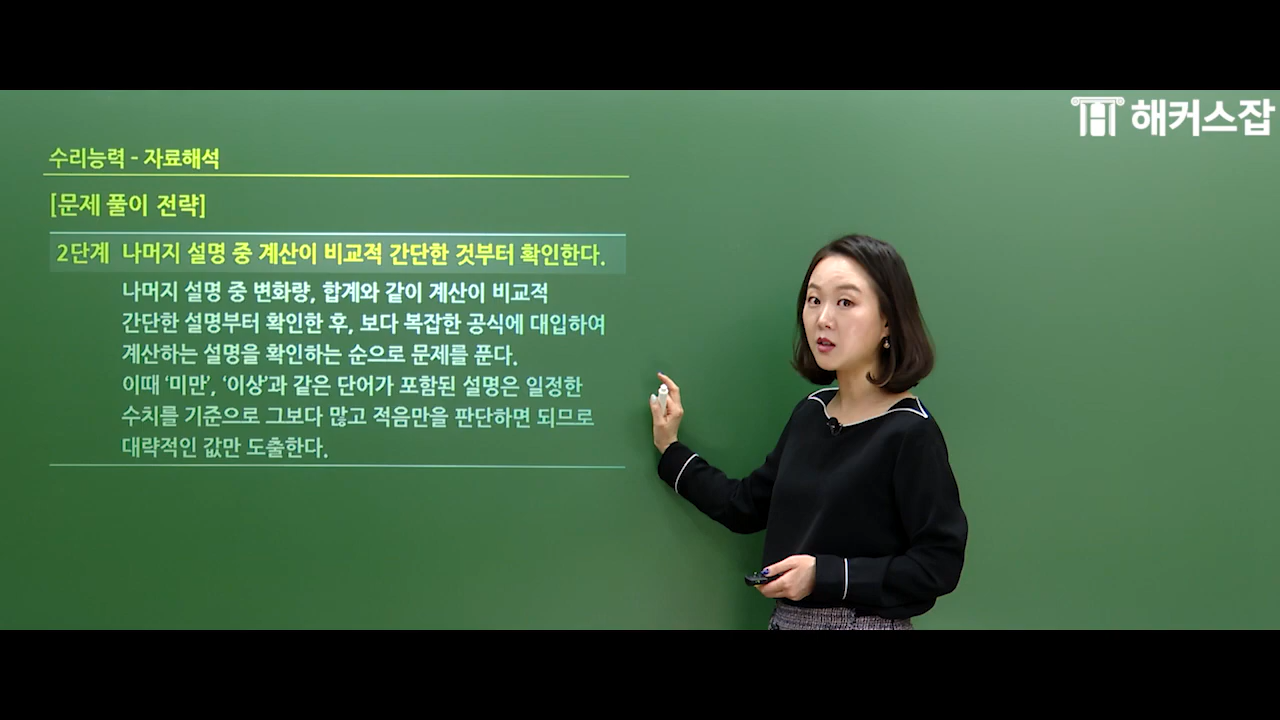 해커스잡
수리능력 - 자료해석
[문제 풀이 전략]
2단계 나머지 설명 중 계산이 비교적 간단한 것부터 확인한다.
나머지 설명 중 변화량, 합계와 같이 계산이 비교적
간단한 설명부터 확인한 후, 보다 복잡한 공식에 대입하여
계산하는 설명을 확인하는 순으로 문제를 푼다.
이때 ‘미만’, ‘이상’과 같은 단어가 포함된 설명은 일정한
수치를 기준으로 그보다 많고 적음만을 판단하면 되므로
대략적인 값만 도출한다.